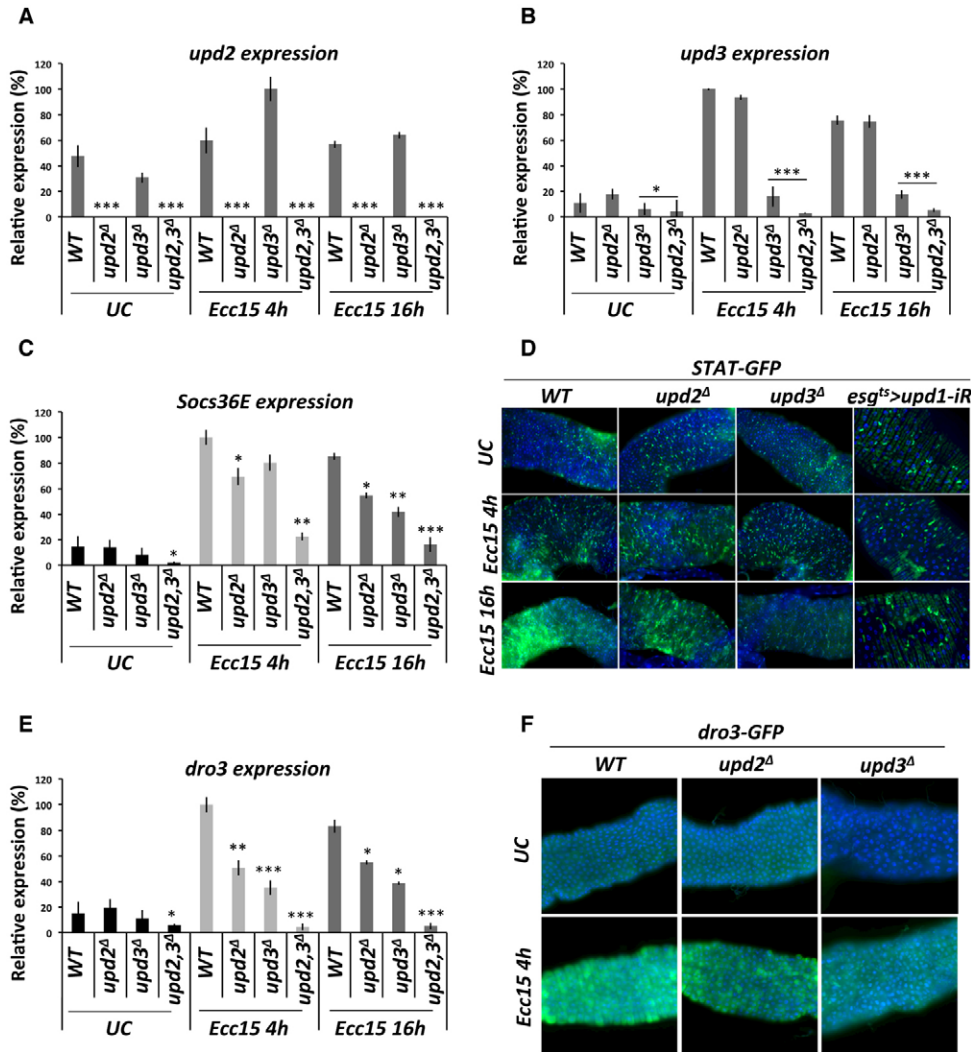 A
upd2 expression
Relative expression (%)
120
100
80
60
40
20
0
*** *** *** *** *** ***
WT upd2Δ upd3Δ upd2,3Δ WT upd2Δ upd3Δ upd2,3Δ WT upd2Δ upd3Δ upd2,3Δ
UC Ecc15 4h Ecc15 16h
B
upd3 expression
Relative expression (%)
120
100
80
60
40
20
0
* *** ***
WT upd2Δ upd3Δ upd2,3Δ WT upd2Δ upd3Δ upd2,3Δ WT upd2Δ upd3Δ upd2,3Δ
UC Ecc15 4h Ecc15 16h
C
Socs36E expression
Relative expression (%)
120
100
80
60
40
20
0
* * ** * ** ***
WT upd2Δ upd3Δ upd2,3Δ WT upd2Δ upd3Δ upd2,3Δ WT upd2Δ upd3Δ upd2,3Δ
UC Ecc15 4h Ecc15 16h
D
STAT-GFP
WT upd2Δ upd3Δ esgts>upd1-iR
UC
Ecc15 4h
Ecc15 16h
E
dro3 expression
Relative expression (%)
120
100
80
60
40
20
0
* ** *** *** * * ***
WT upd2Δ upd3Δ upd2,3Δ WT upd2Δ upd3Δ upd2,3Δ WT upd2Δ upd3Δ upd2,3Δ
UC Ecc15 4h Ecc15 16h
F
dro3-GFP
WT upd2Δ upd3Δ
UC
Ecc15 4h